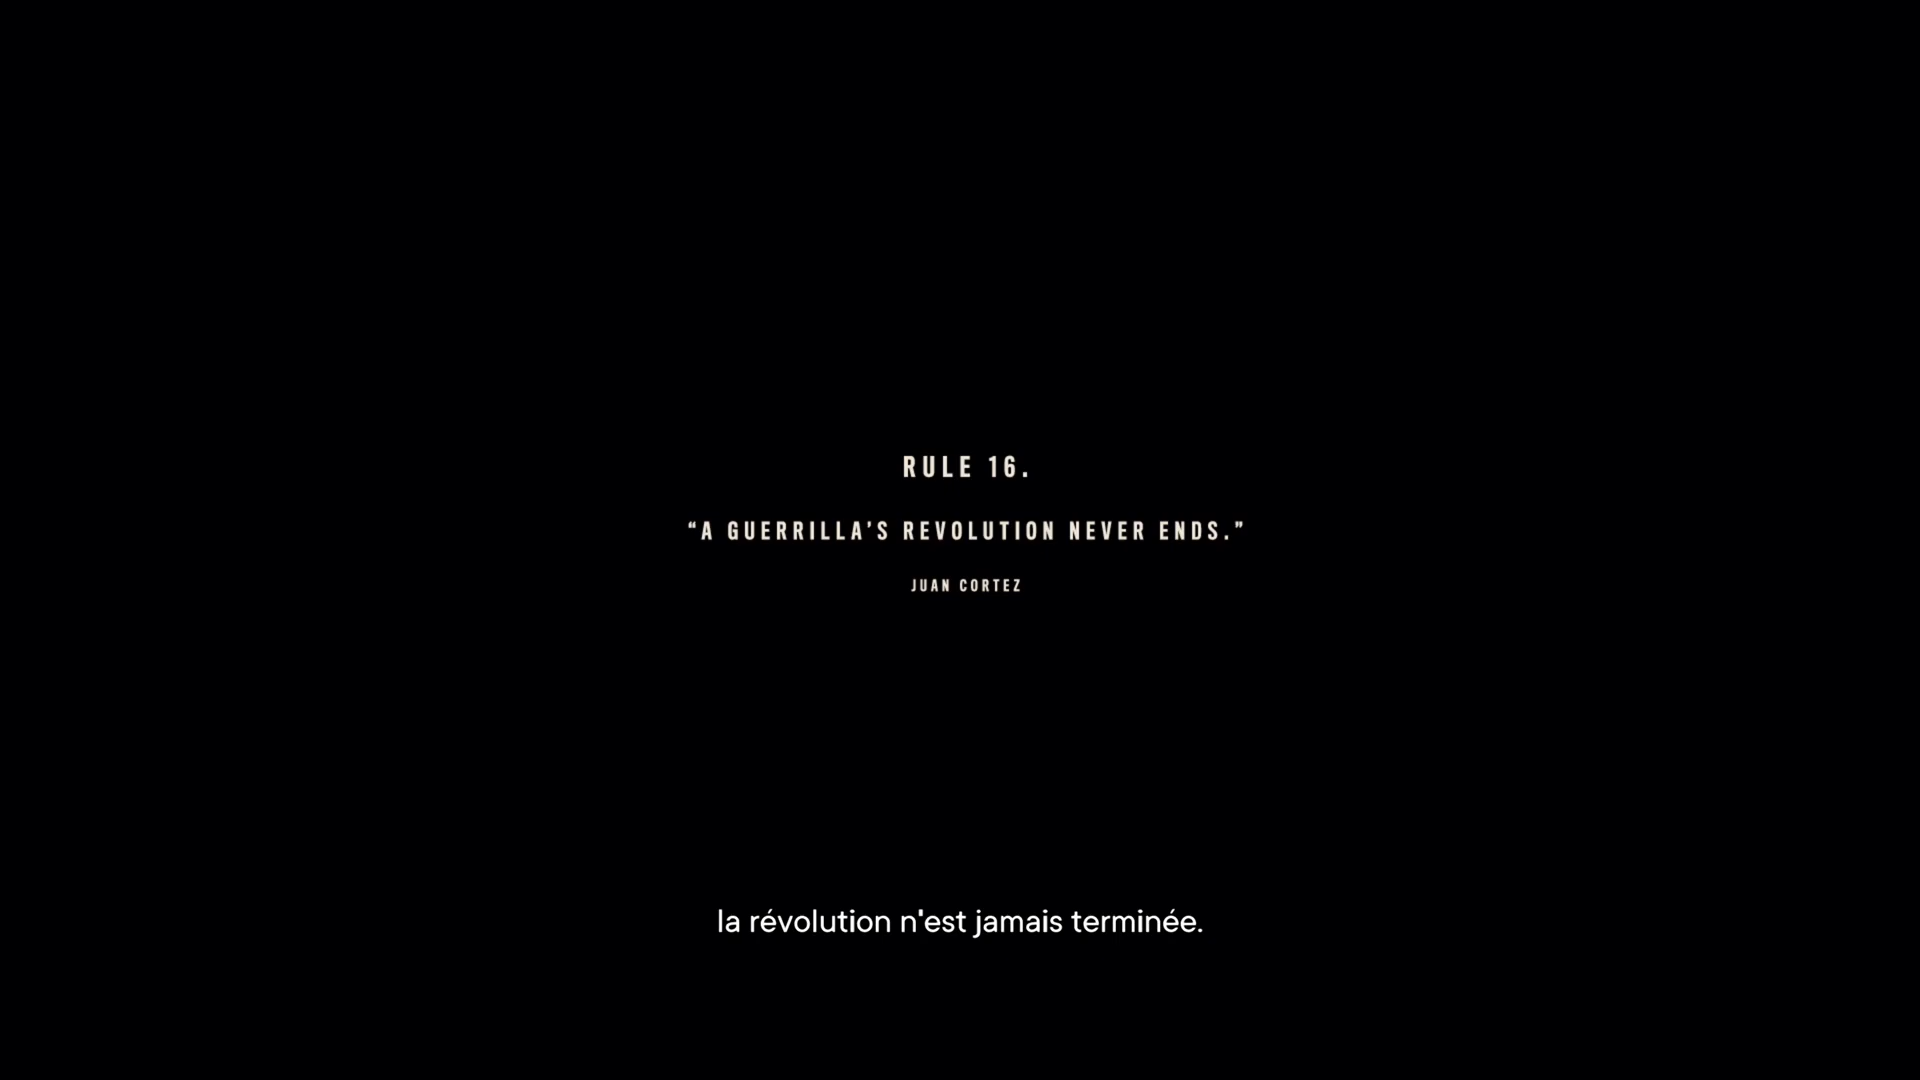 RULE 16.
“A GUERRILLA’S REVOLUTION NEVER ENDS.”
JUAN CORTEZ
la révolution n'est jamais terminée.